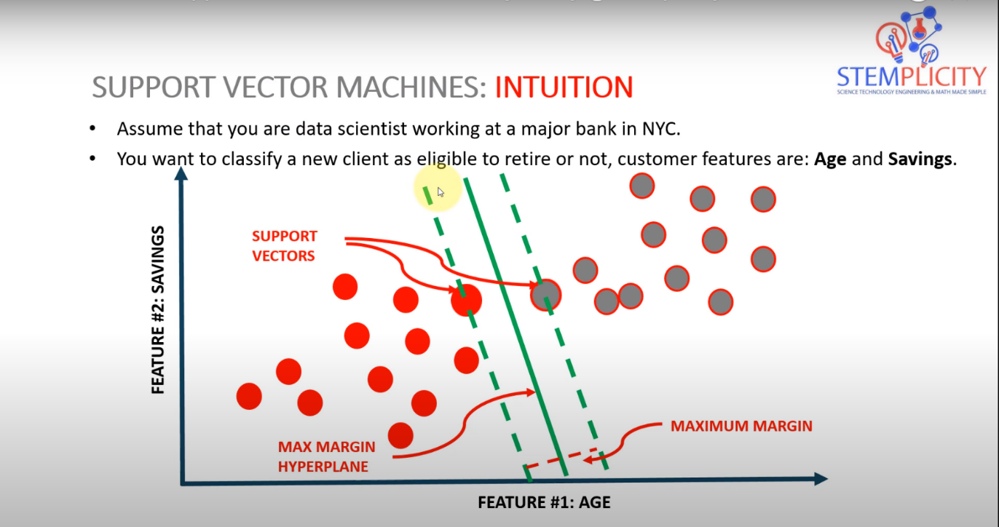 STEMPLICITY
SCIENCE TECHNOLOGY ENGINEERING & MATH MADE SIMPLE
SUPPORT VECTOR MACHINES: INTUITION
• Assume that you are data scientist working at a major bank in NYC.
• You want to classify a new client as eligible to retire or not, customer features are: Age and Savings.
FEATURE #2: SAVINGS
SUPPORT
VECTORS
MAX MARGIN
HYPERPLANE
MAXIMUM MARGIN
FEATURE #1: AGE